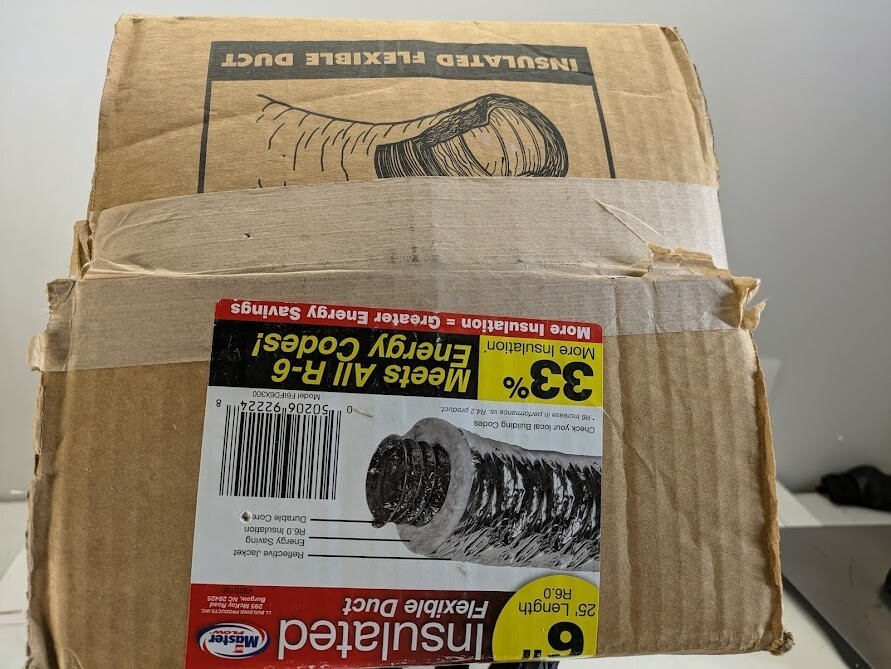 INSULATED FLEXIBLE DUCT
6"
25' Length
R6.0
Insulated
Flexible Duct
Master
FLOW
LL BUILDING PRODUCTS INC.
295 McKay Road
Burgaw, NC 28425
Reflective Jacket
Energy Saving
R6.0 Insulation
Durable Core
Check your local Building Codes
* R6 increase in performance vs. R4.2 product.
0 50206 92224 8
Model F6IFD6X300
33%
More Insulation*
Meets All R-6
Energy Codes!
More Insulation = Greater Energy Savings